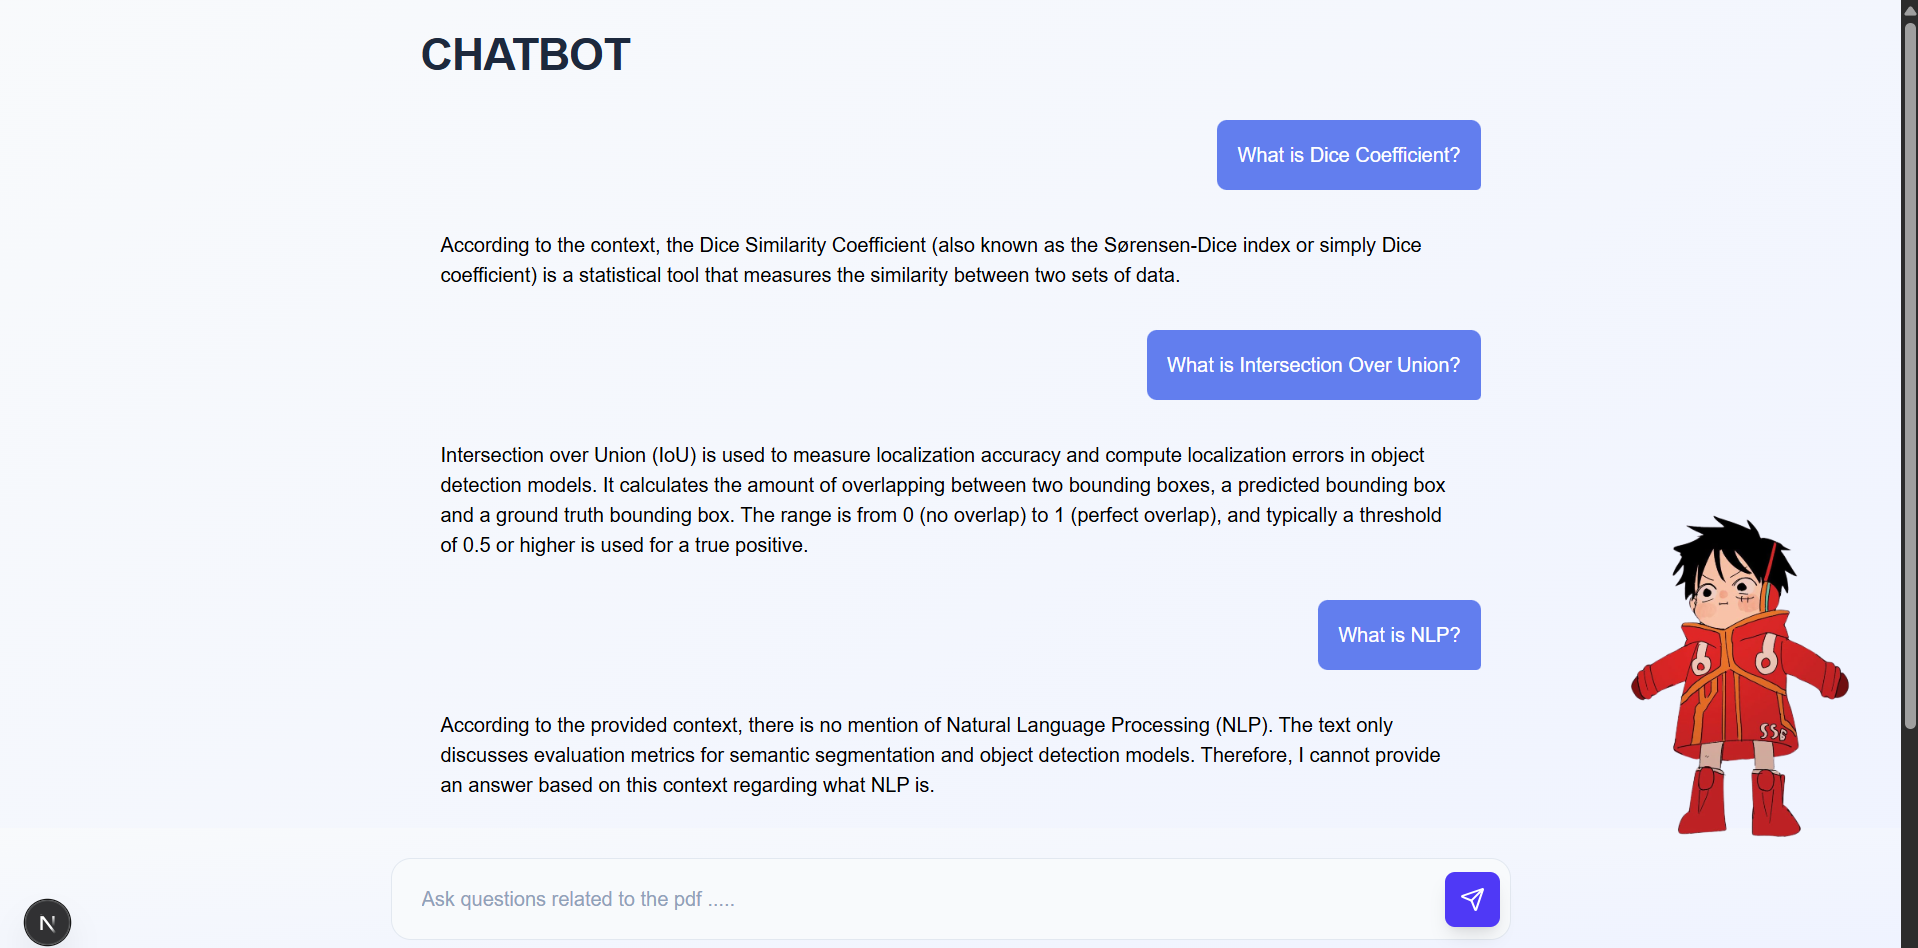 CHATBOT
What is Dice Coefficient?
According to the context, the Dice Similarity Coefficient (also known as the Sørensen-Dice index or simply Dice
coefficient) is a statistical tool that measures the similarity between two sets of data.
What is Intersection Over Union?
Intersection over Union (IoU) is used to measure localization accuracy and compute localization errors in object
detection models. It calculates the amount of overlapping between two bounding boxes, a predicted bounding box
and a ground truth bounding box. The range is from 0 (no overlap) to 1 (perfect overlap), and typically a threshold
of 0.5 or higher is used for a true positive.
What is NLP?
According to the provided context, there is no mention of Natural Language Processing (NLP). The text only
discusses evaluation metrics for semantic segmentation and object detection models. Therefore, I cannot provide
an answer based on this context regarding what NLP is.
Ask questions related to the pdf .....
N